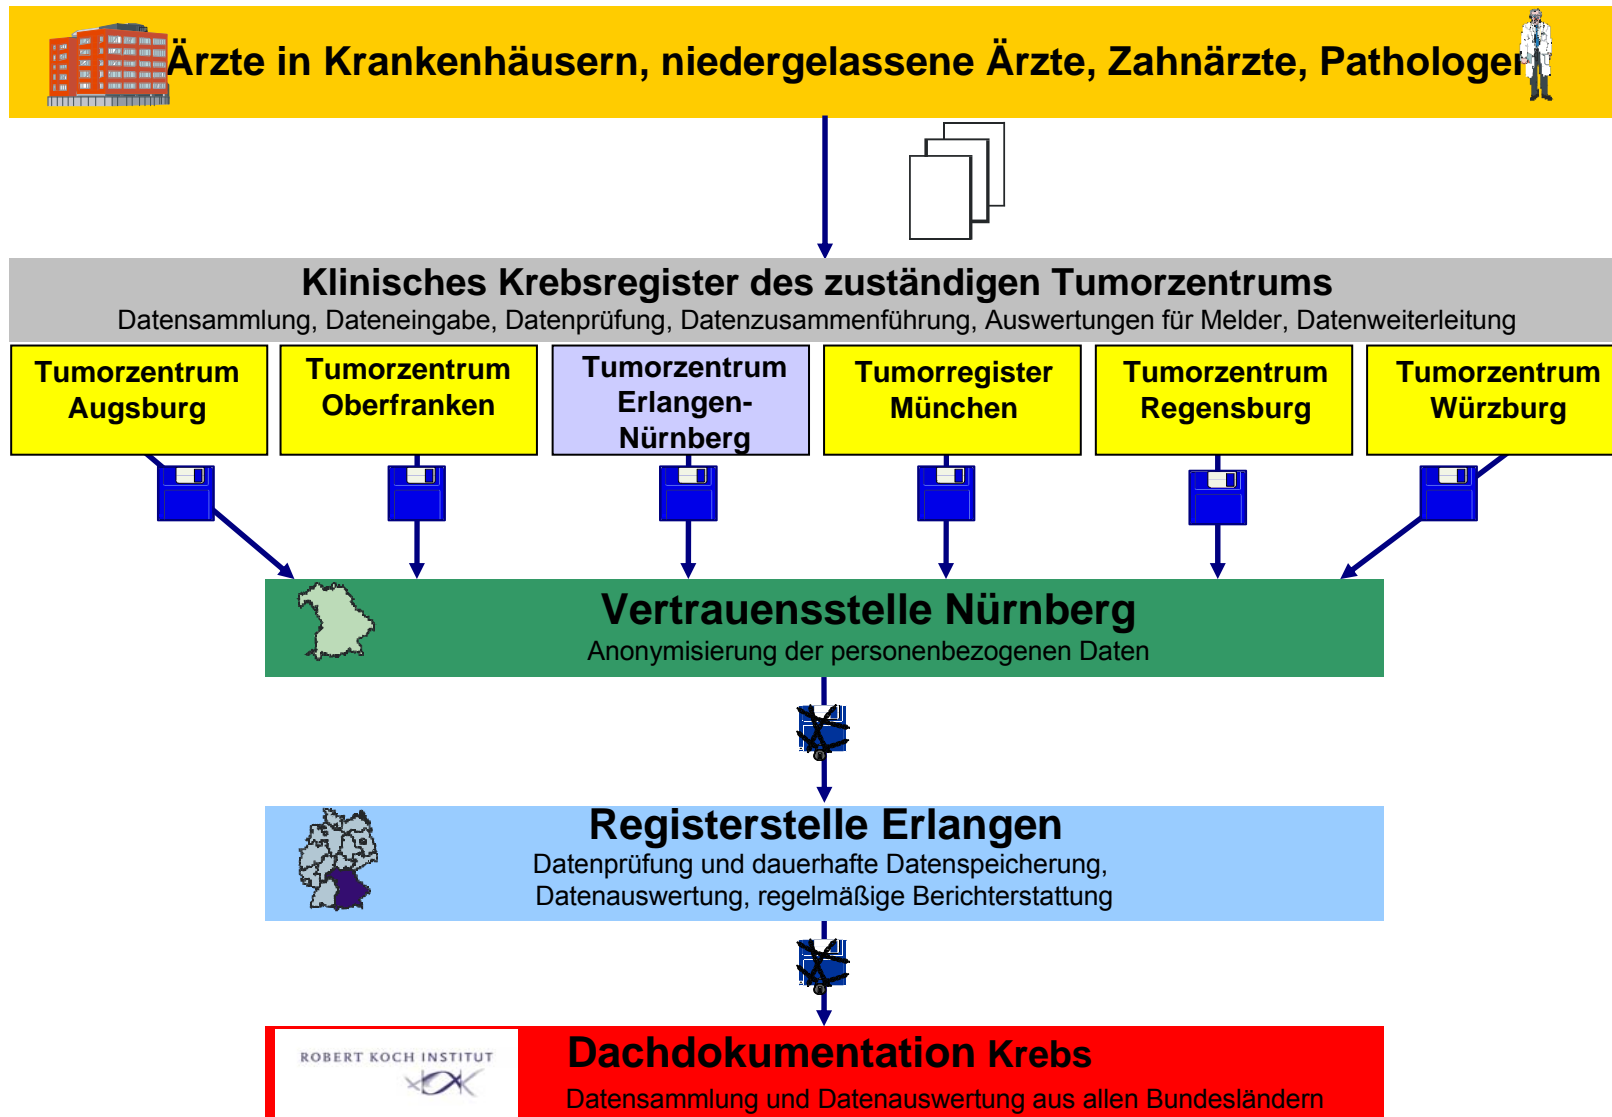 Ärzte in Krankenhäusern, niedergelassene Ärzte, Zahnärzte, Pathologen
Klinisches Krebsregister des zuständigen Tumorzentrums
Datensammlung, Dateneingabe, Datenprüfung, Datenzusammenführung, Auswertungen für Melder, Datenweiterleitung
Tumorzentrum
Augsburg
Tumorzentrum
Oberfranken
Tumorzentrum
Erlangen-
Nürnberg
Tumorregister
München
Tumorzentrum
Regensburg
Tumorzentrum
Würzburg
Vertrauensstelle Nürnberg
Anonymisierung der personenbezogenen Daten
Registerstelle Erlangen
Datenprüfung und dauerhafte Datenspeicherung,
Datenauswertung, regelmäßige Berichterstattung
ROBERT KOCH INSTITUT
Dachdokumentation Krebs
Datensammlung und Datenauswertung aus allen Bundesländern